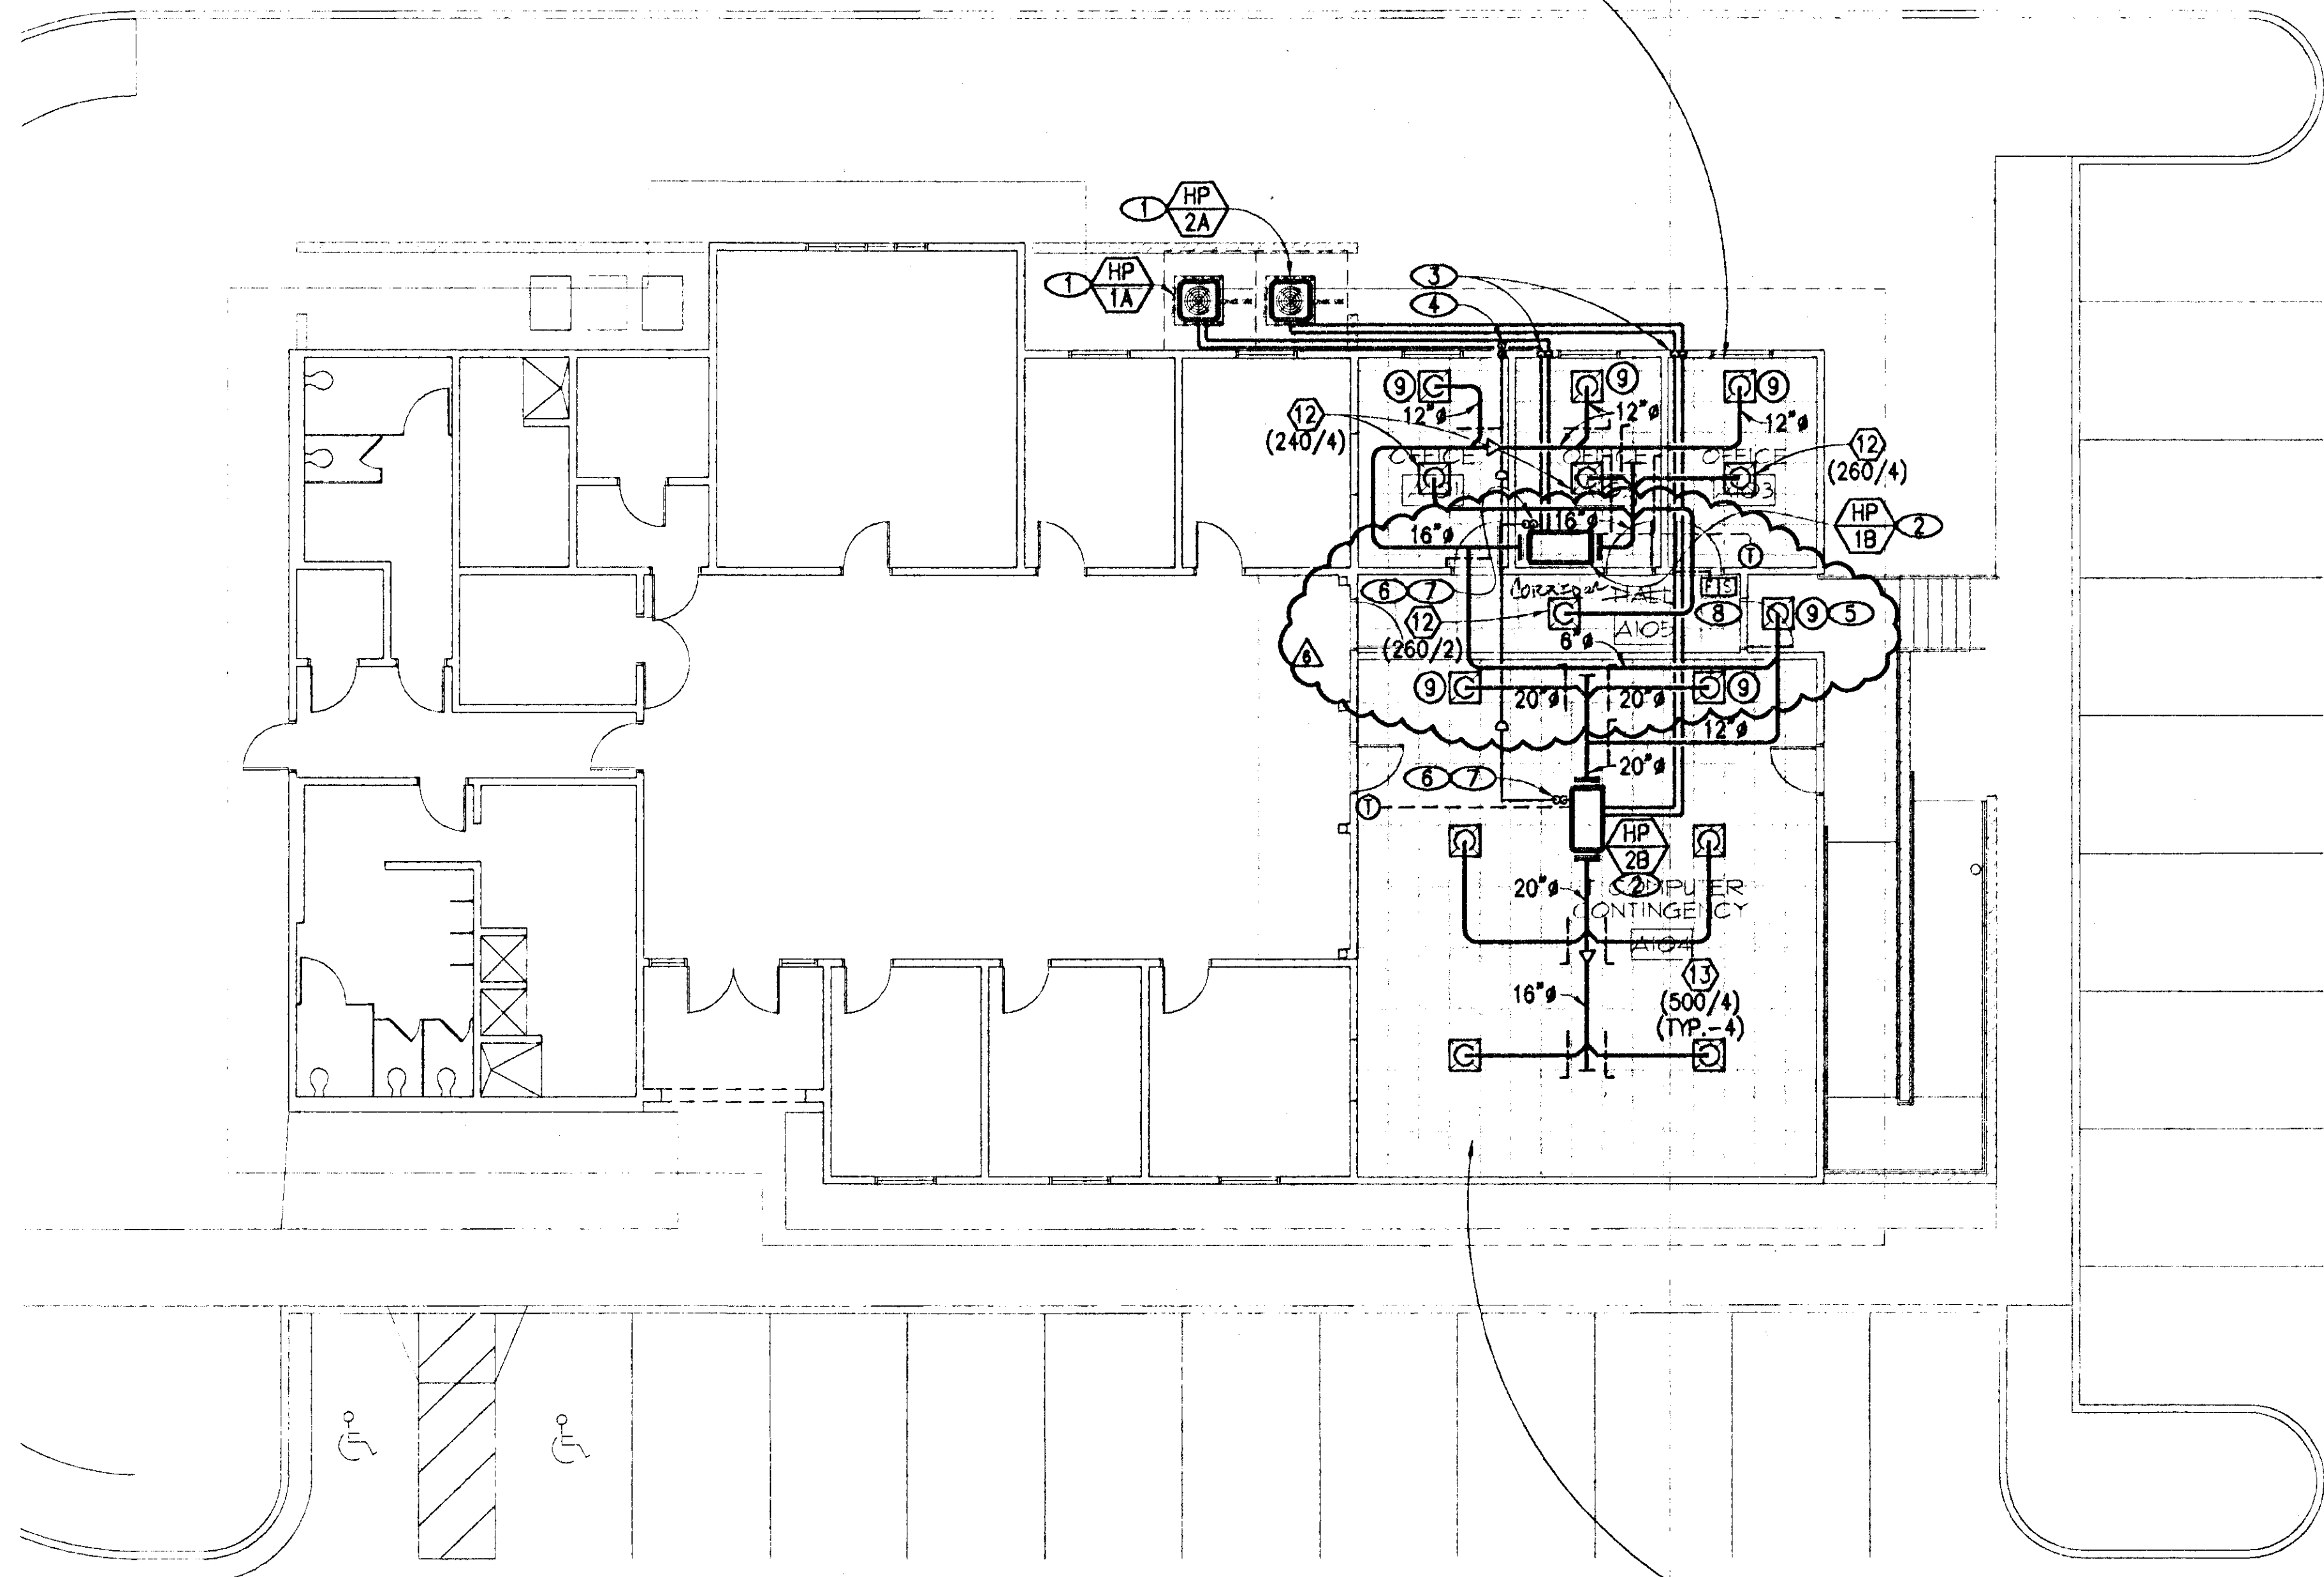 1
HP
2A
1
HP
1A
3
4
9
9
9
12"ø
12"ø
12"ø
12
(240/4)
12
(260/4)
OFFICE
OFFICE
OFFICE
HP
1B
2
16"ø
16"ø
T
6
7
CORRIDOR
HALL
8
9
5
12
(260/2)
A105
6"ø
6
9
20"ø
20"ø
9
12"ø
20"ø
6
7
T
HP
2B
2
20"ø
COMPUTER
CONTINGENCY
A104
13
(500/4)
(TYP.-4)
16"ø